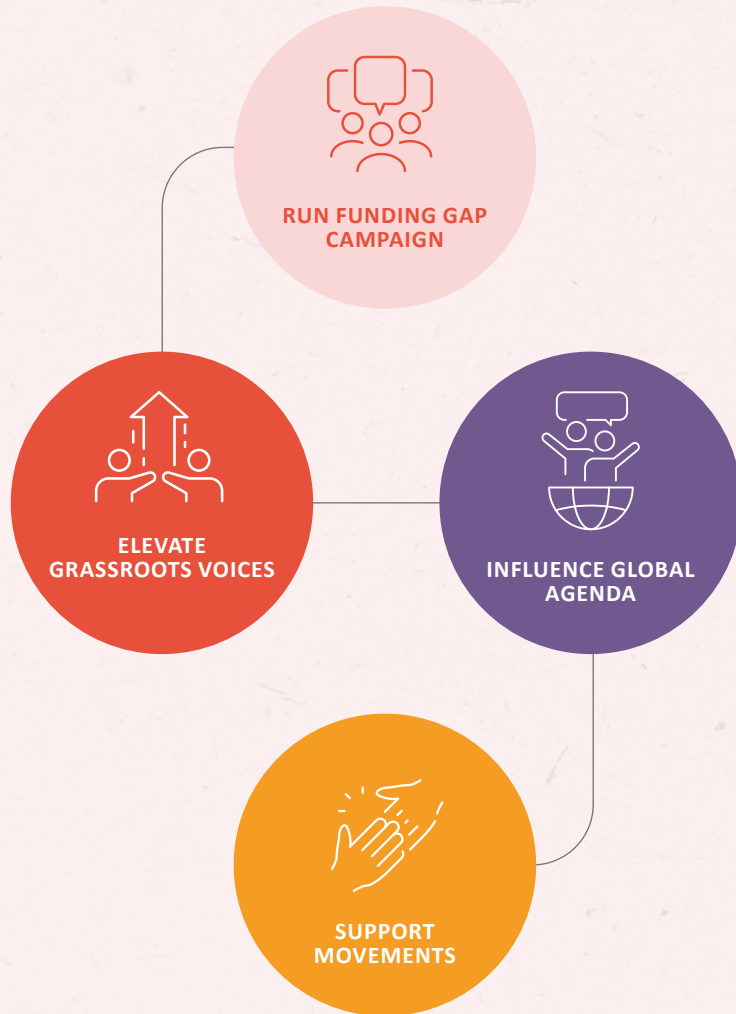 RUN FUNDING GAP
CAMPAIGN
ELEVATE
GRASSROOTS VOICES
INFLUENCE GLOBAL
AGENDA
SUPPORT
MOVEMENTS